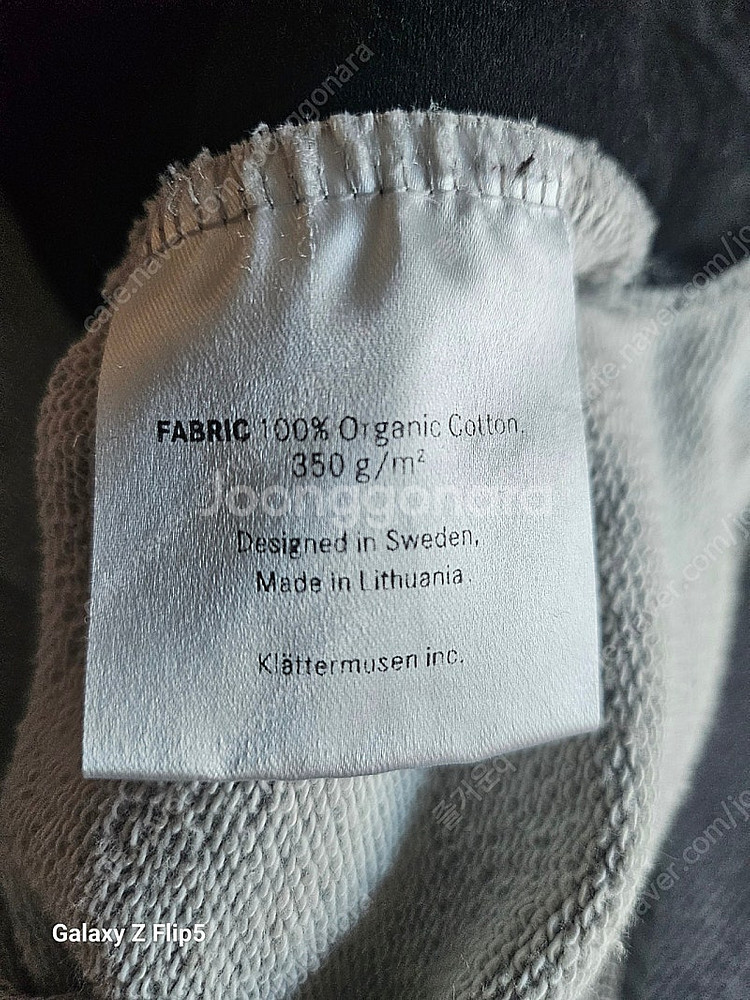 FABRIC 100% Organic Cotton.
350 g/m²
Joonggonara
Designed in Sweden,
Made in Lithuania.
Klättermusen inc.
Galaxy Z Flip5